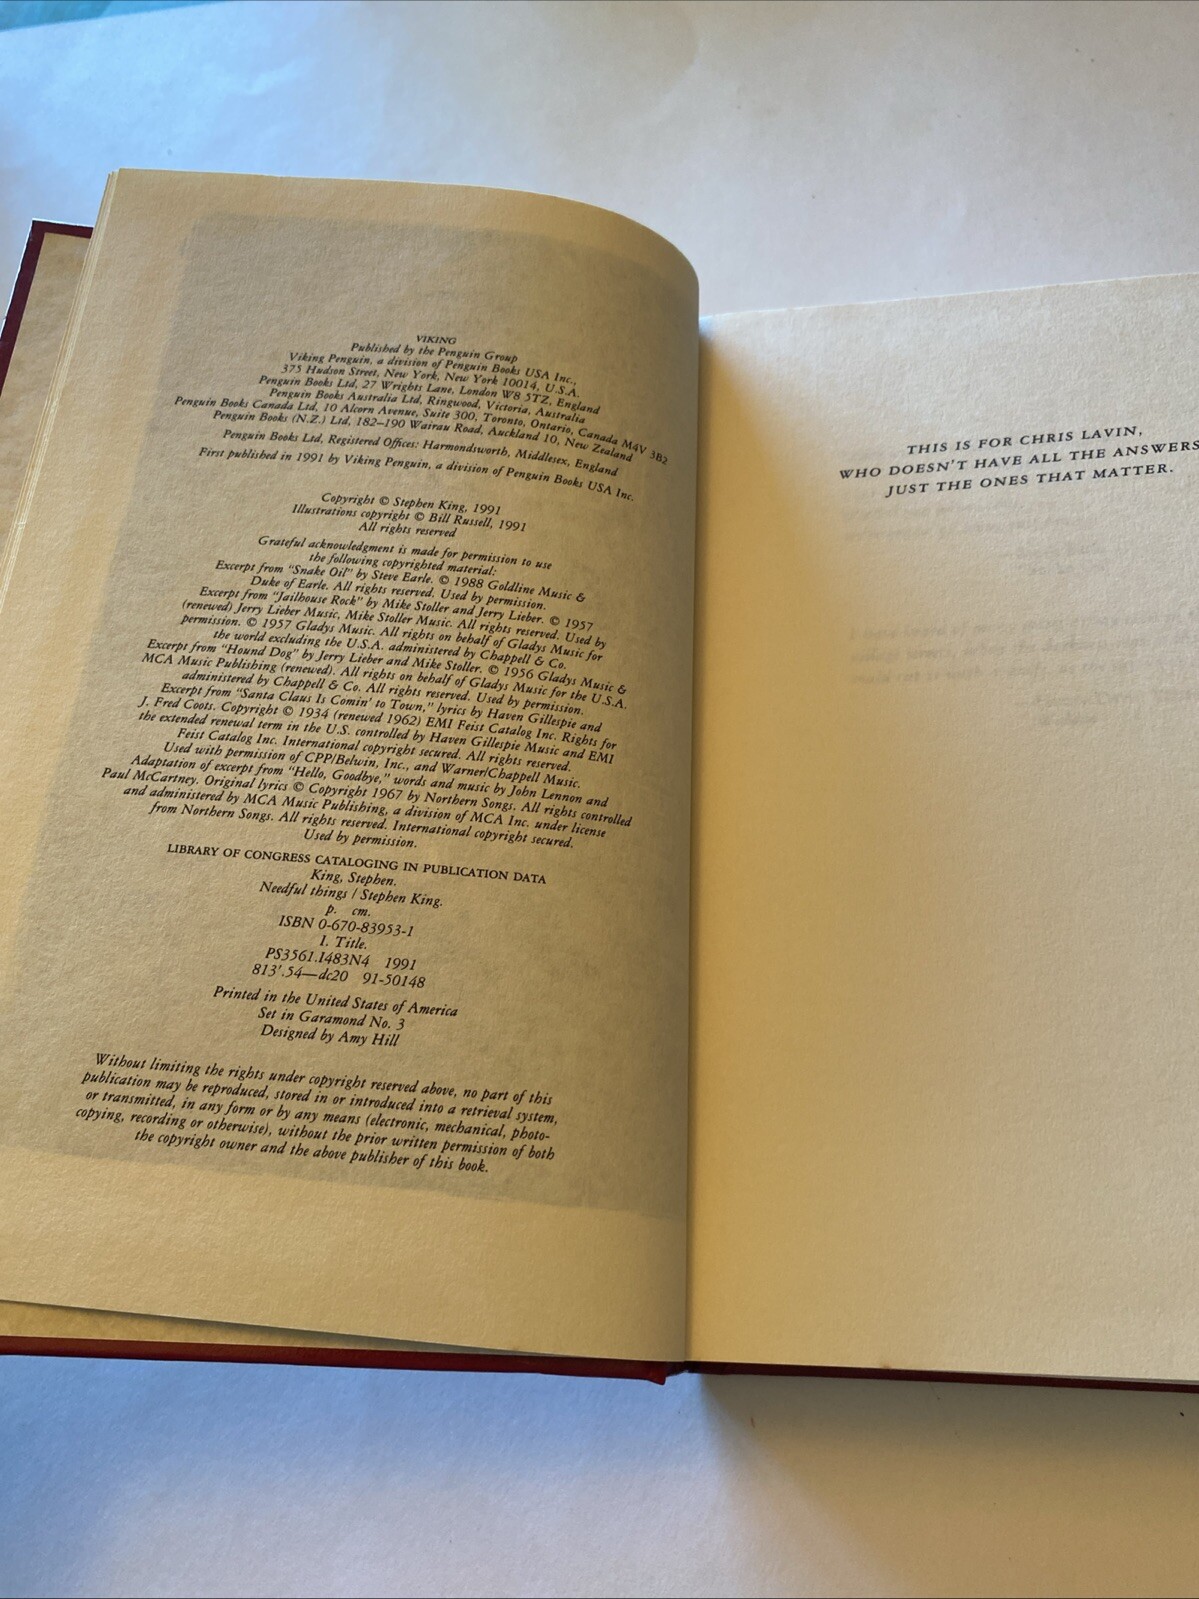 VIKING
Published by the Penguin Group
Viking Penguin, a division of Penguin Books USA Inc.,
375 Hudson Street, New York, New York 10014, U.S.A.
Penguin Books Ltd, 27 Wrights Lane, London W8 5TZ, England
Penguin Books Australia Ltd, Ringwood, Victoria, Australia
Penguin Books Canada Ltd, 10 Alcorn Avenue, Suite 300, Toronto, Ontario, Canada M4V 3B2
Penguin Books (N.Z.) Ltd, 182–190 Wairau Road, Auckland 10, New Zealand
Penguin Books Ltd, Registered Offices: Harmondsworth, Middlesex, England
First published in 1991 by Viking Penguin, a division of Penguin Books USA Inc.
Copyright © Stephen King, 1991
Illustrations copyright © Bill Russell, 1991
All rights reserved
Grateful acknowledgment is made for permission to use
the following copyrighted material:
Excerpt from "Snake Oil" by Steve Earle. © 1988 Goldline Music &
Duke of Earle. All rights reserved. Used by permission.
Excerpt from "Jailhouse Rock" by Mike Stoller and Jerry Lieber. © 1957
(renewed) Jerry Lieber Music, Mike Stoller Music. All rights reserved. Used by
permission. © 1957 Gladys Music. All rights on behalf of Gladys Music for
the world excluding the U.S.A. administered by Chappell & Co.
Excerpt from "Hound Dog" by Jerry Lieber and Mike Stoller. © 1956 Gladys Music &
MCA Music Publishing (renewed). All rights on behalf of Gladys Music for the U.S.A.
administered by Chappell & Co. All rights reserved. Used by permission.
Excerpt from "Santa Claus Is Comin' to Town," lyrics by Haven Gillespie and
J. Fred Coots. Copyright © 1934 (renewed 1962) EMI Feist Catalog Inc. Rights for
the extended renewal term in the U.S. controlled by Haven Gillespie Music and EMI
Feist Catalog Inc. International copyright secured. All rights reserved.
Used with permission of CPP/Belwin, Inc., and Warner/Chappell Music.
Adaptation of excerpt from "Hello, Goodbye," words and music by John Lennon and
Paul McCartney. Original lyrics © Copyright 1967 by Northern Songs. All rights controlled
and administered by MCA Music Publishing, a division of MCA Inc. under license
from Northern Songs. All rights reserved. International copyright secured.
Used by permission.
LIBRARY OF CONGRESS CATALOGING IN PUBLICATION DATA
King, Stephen.
Needful things / Stephen King.
p. cm.
ISBN 0-670-83953-1
I. Title.
PS3561.I483N4 1991
813'.54—dc20 91-50148
Printed in the United States of America
Set in Garamond No. 3
Designed by Amy Hill
Without limiting the rights under copyright reserved above, no part of this
publication may be reproduced, stored in or introduced into a retrieval system,
or transmitted, in any form or by any means (electronic, mechanical, photo-
copying, recording or otherwise), without the prior written permission of both
the copyright owner and the above publisher of this book.
THIS IS FOR CHRIS LAVIN,
WHO DOESN'T HAVE ALL THE ANSWERS
JUST THE ONES THAT MATTER.